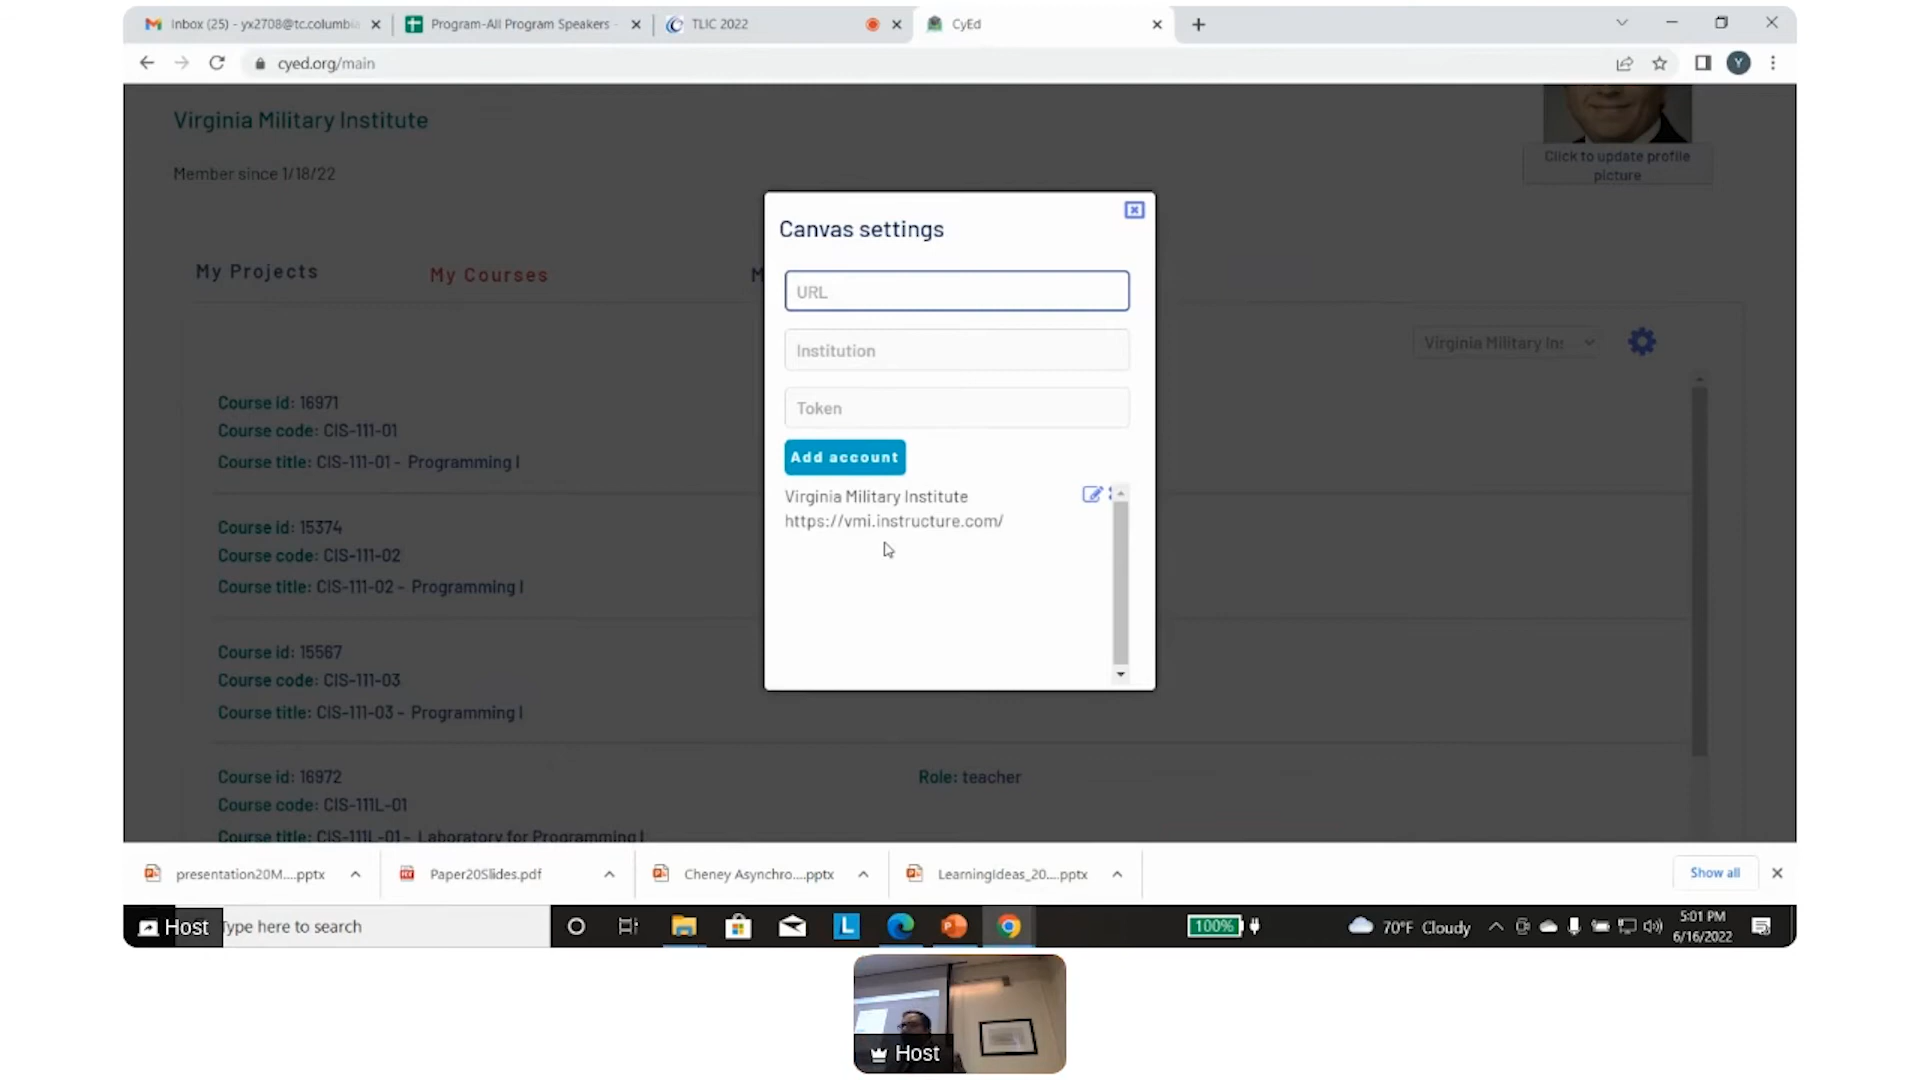 Inbox (25) - yx2708@tc.columbi
Program-All Program Speakers -
TLIC 2022
CyEd
cyed.org/main
Y
Virginia Military Institute
Member since 1/18/22
Click to update profile
picture
My Projects
My Courses
M
Virginia Military Ins
Course id: 16971
Course code: CIS-111-01
Course title: CIS-111-01 - Programming I
Course id: 15374
Course code: CIS-111-02
Course title: CIS-111-02 - Programming I
Course id: 15567
Course code: CIS-111-03
Course title: CIS-111-03 - Programming I
Course id: 16972
Role: teacher
Course code: CIS-111L-01
Course title: CIS-111L-01 - Laboratory for Programming I
Canvas settings
URL
Institution
Token
Add account
Virginia Military Institute
https://vmi.instructure.com/
presentation20M....pptx
Paper20Slides.pdf
Cheney Asynchro....pptx
LearningIdeas_20....pptx
Show all
Host
Type here to search
L
100%
70°F Cloudy
5:01 PM
6/16/2022
Host